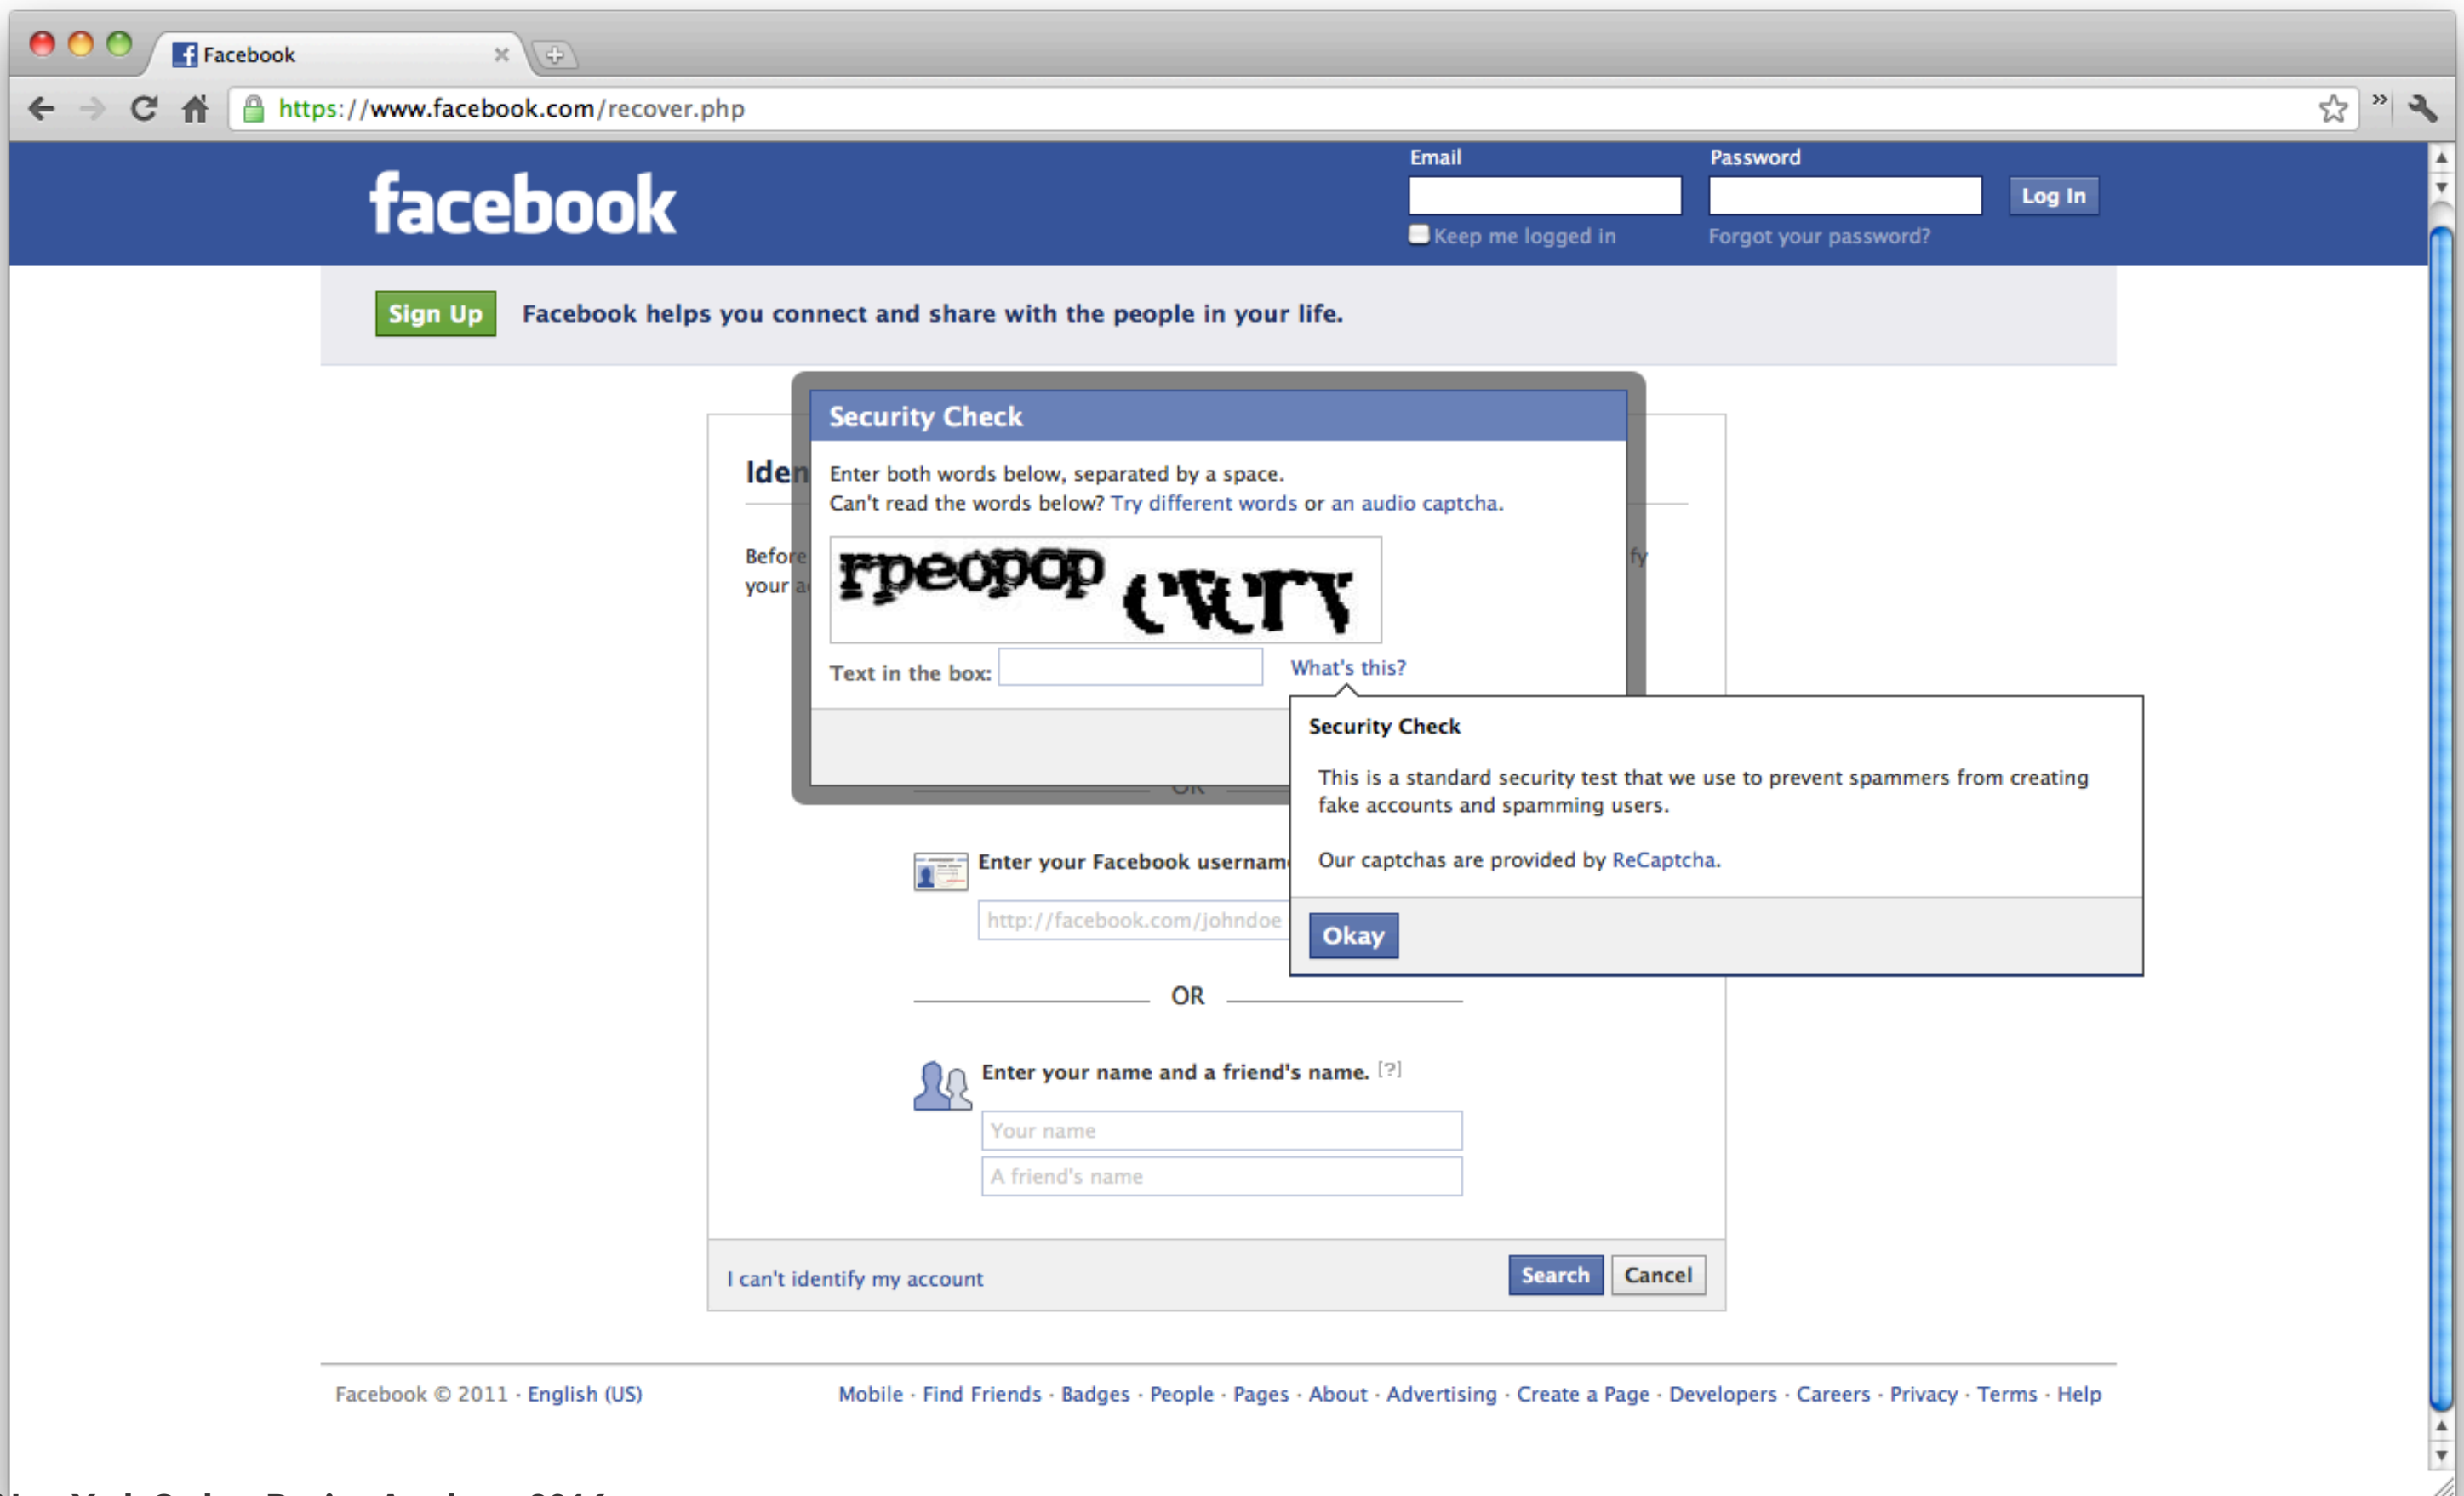 Facebook
https://www.facebook.com/recover.php
facebook
Email
Password
Log In
Keep me logged in
Forgot your password?
Sign Up
Facebook helps you connect and share with the people in your life.
Security Check
Iden
Enter both words below, separated by a space.
Can't read the words below? Try different words or an audio captcha.
Before
fy
your a
rpeopop
Text in the box:
What's this?
Security Check
This is a standard security test that we use to prevent spammers from creating
fake accounts and spamming users.
Our captchas are provided by ReCaptcha.
Okay
OR
Enter your Facebook usernam
http://facebook.com/johndoe
OR
Enter your name and a friend's name. [?]
Your name
A friend's name
I can't identify my account
Search
Cancel
Facebook © 2011 · English (US)
Mobile · Find Friends · Badges · People · Pages · About · Advertising · Create a Page · Developers · Careers · Privacy · Terms · Help